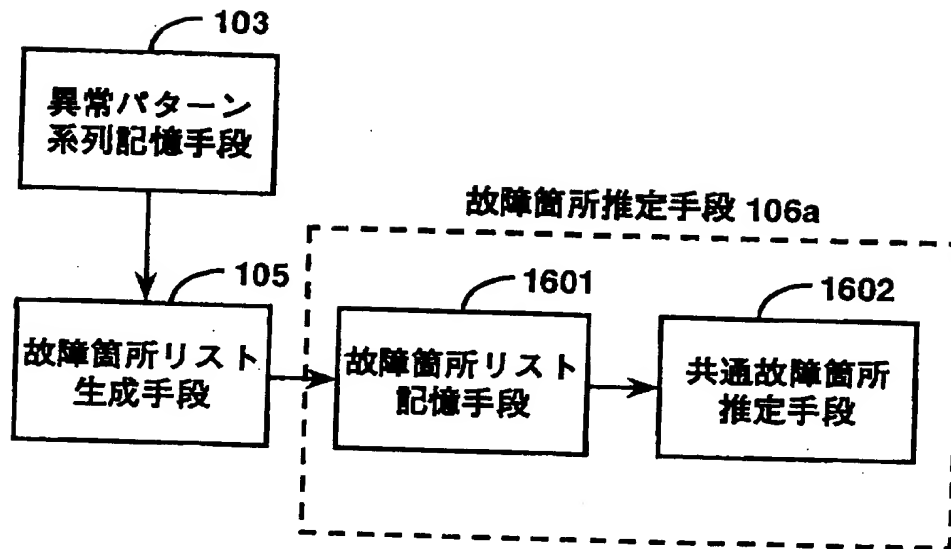 103
異常パターン
系列記憶手段
故障箇所推定手段 106a
105
故障箇所リスト
生成手段
1601
故障箇所リスト
記憶手段
1602
共通故障箇所
推定手段